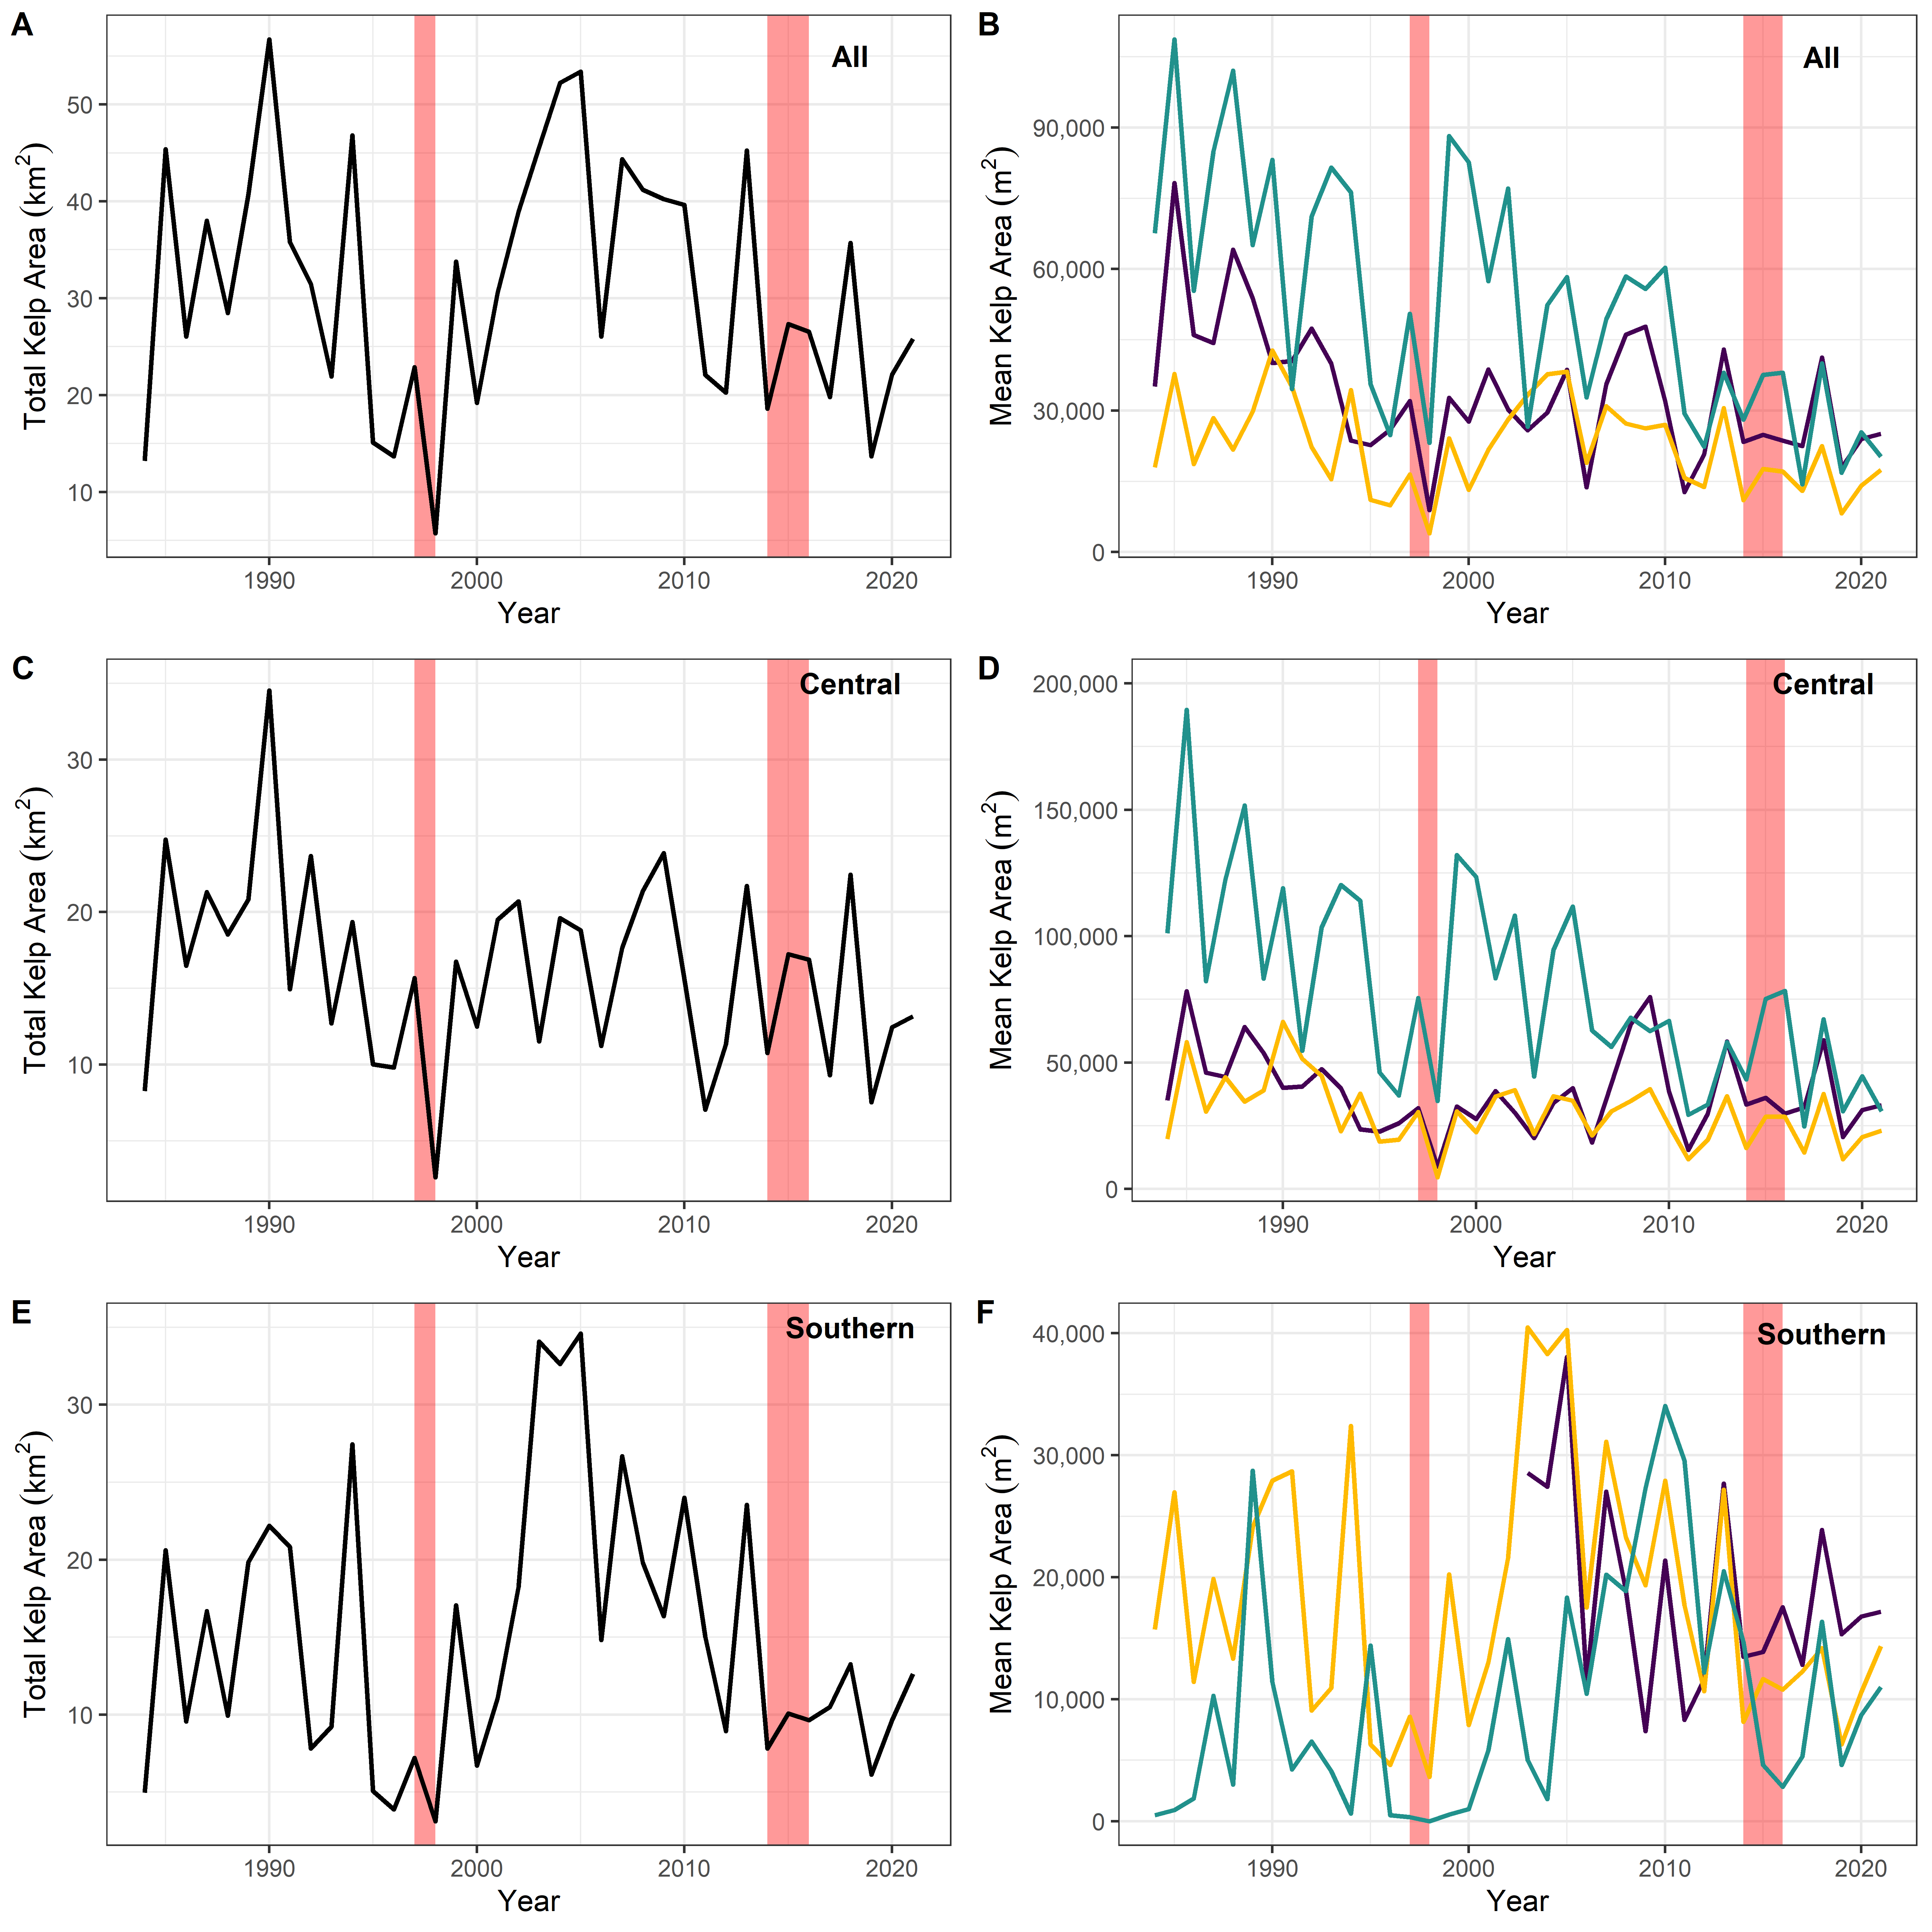 A
All
Total Kelp Area (km2)
50
40
30
20
10
1990
2000
2010
2020
Year
B
All
Mean Kelp Area (m2)
90,000
60,000
30,000
0
1990
2000
2010
2020
Year
C
Central
Total Kelp Area (km2)
30
20
10
1990
2000
2010
2020
Year
D
Central
Mean Kelp Area (m2)
200,000
150,000
100,000
50,000
0
1990
2000
2010
2020
Year
E
Southern
Total Kelp Area (km2)
30
20
10
1990
2000
2010
2020
Year
F
Southern
Mean Kelp Area (m2)
40,000
30,000
20,000
10,000
0
1990
2000
2010
2020
Year